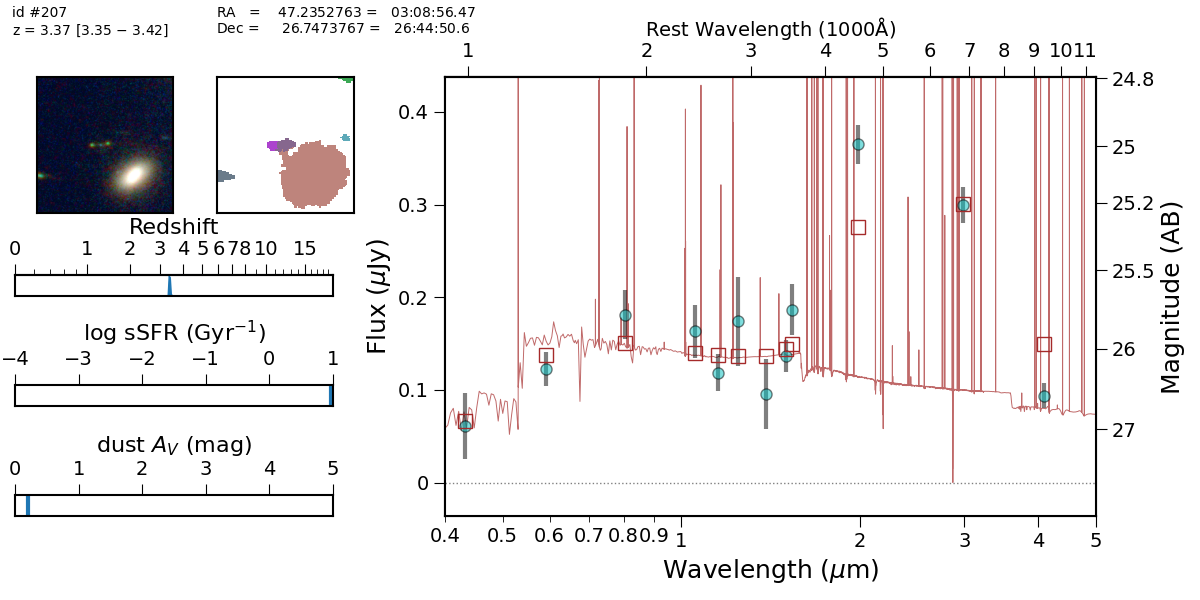 id #207
z = 3.37 [3.35 − 3.42]
RA = 47.2352763 = 03:08:56.47
Dec = 26.7473767 = 26:44:50.6
Redshift
0 1 2 3 4 5 6 7 8 10 15
log sSFR (Gyr−1)
−4 −3 −2 −1 0 1
dust AV (mag)
0 1 2 3 4 5
Rest Wavelength (1000Å)
1 2 3 4 5 6 7 8 9 10 11
Flux (μJy)
0.4
0.3
0.2
0.1
0
24.8
25
25.2
25.5
26
27
Magnitude (AB)
0.4 0.5 0.6 0.7 0.8 0.9 1 2 3 4 5
Wavelength (μm)